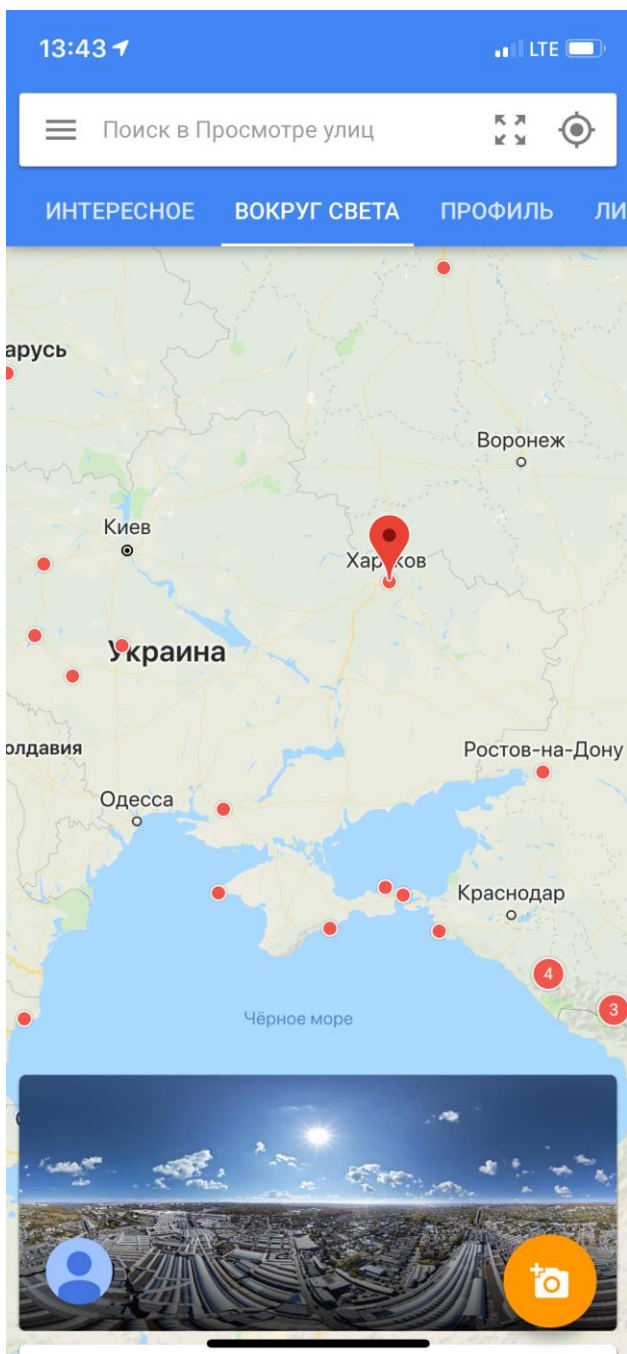 13:43 LTE
Поиск в Просмотре улиц
ИНТЕРЕСНОЕ ВОКРУГ СВЕТА ПРОФИЛЬ ЛИ
арусь
Воронеж
Киев
Харьков
Украина
олдавия
Ростов-на-Дону
Одесса
Краснодар
4
3
Чёрное море